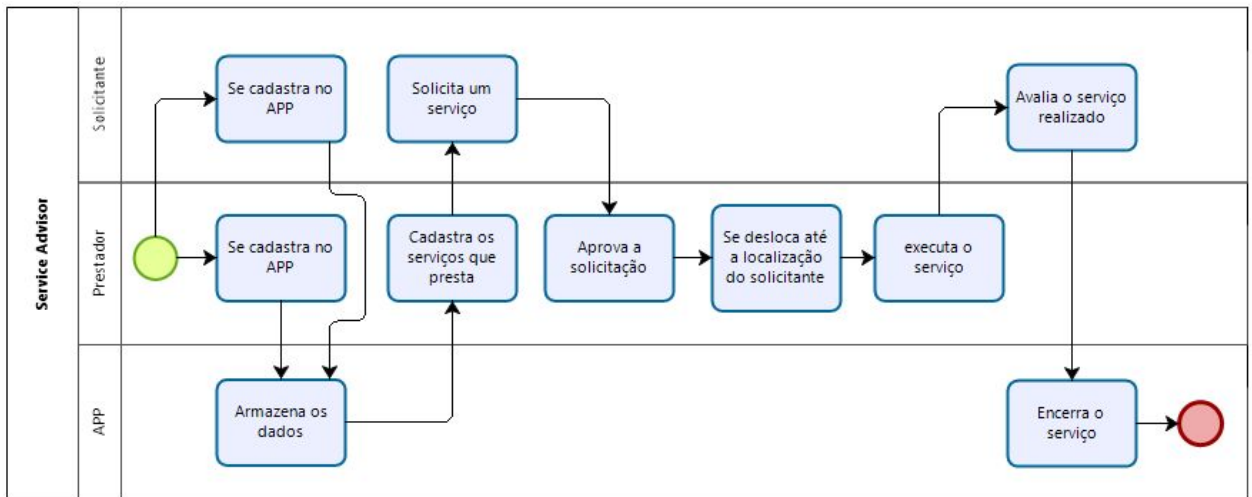 Service Advisor
Solicitante
Se cadastra no
APP
Solicita um
serviço
Avalia o serviço
realizado
Prestador
Se cadastra no
APP
Cadastra os
serviços que
presta
Aprova a
solicitação
Se desloca até
a localização
do solicitante
executa o
serviço
APP
Armazena os
dados
Encerra o
serviço